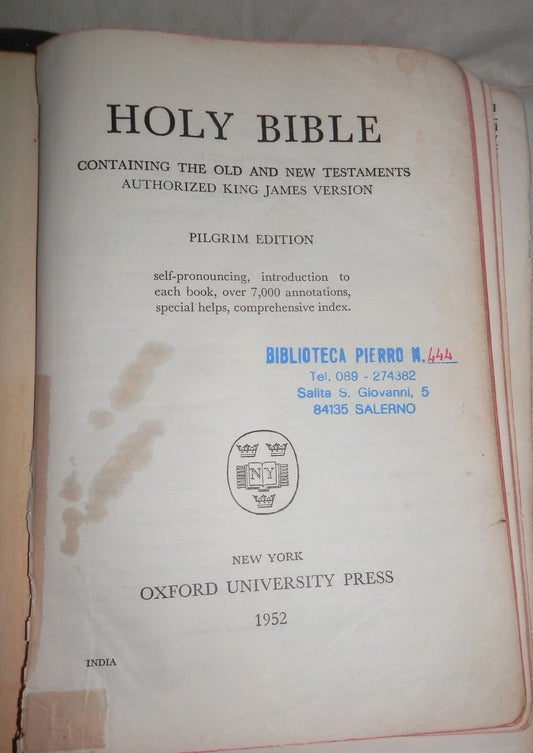 HOLY BIBLE
CONTAINING THE OLD AND NEW TESTAMENTS
AUTHORIZED KING JAMES VERSION
PILGRIM EDITION
self-pronouncing, introduction to
each book, over 7,000 annotations,
special helps, comprehensive index.
BIBLIOTECA PIERRO N. 444
Tel. 089 - 274382
Salita S. Giovanni, 5
84135 SALERNO
NY
NEW YORK
OXFORD UNIVERSITY PRESS
1952
INDIA